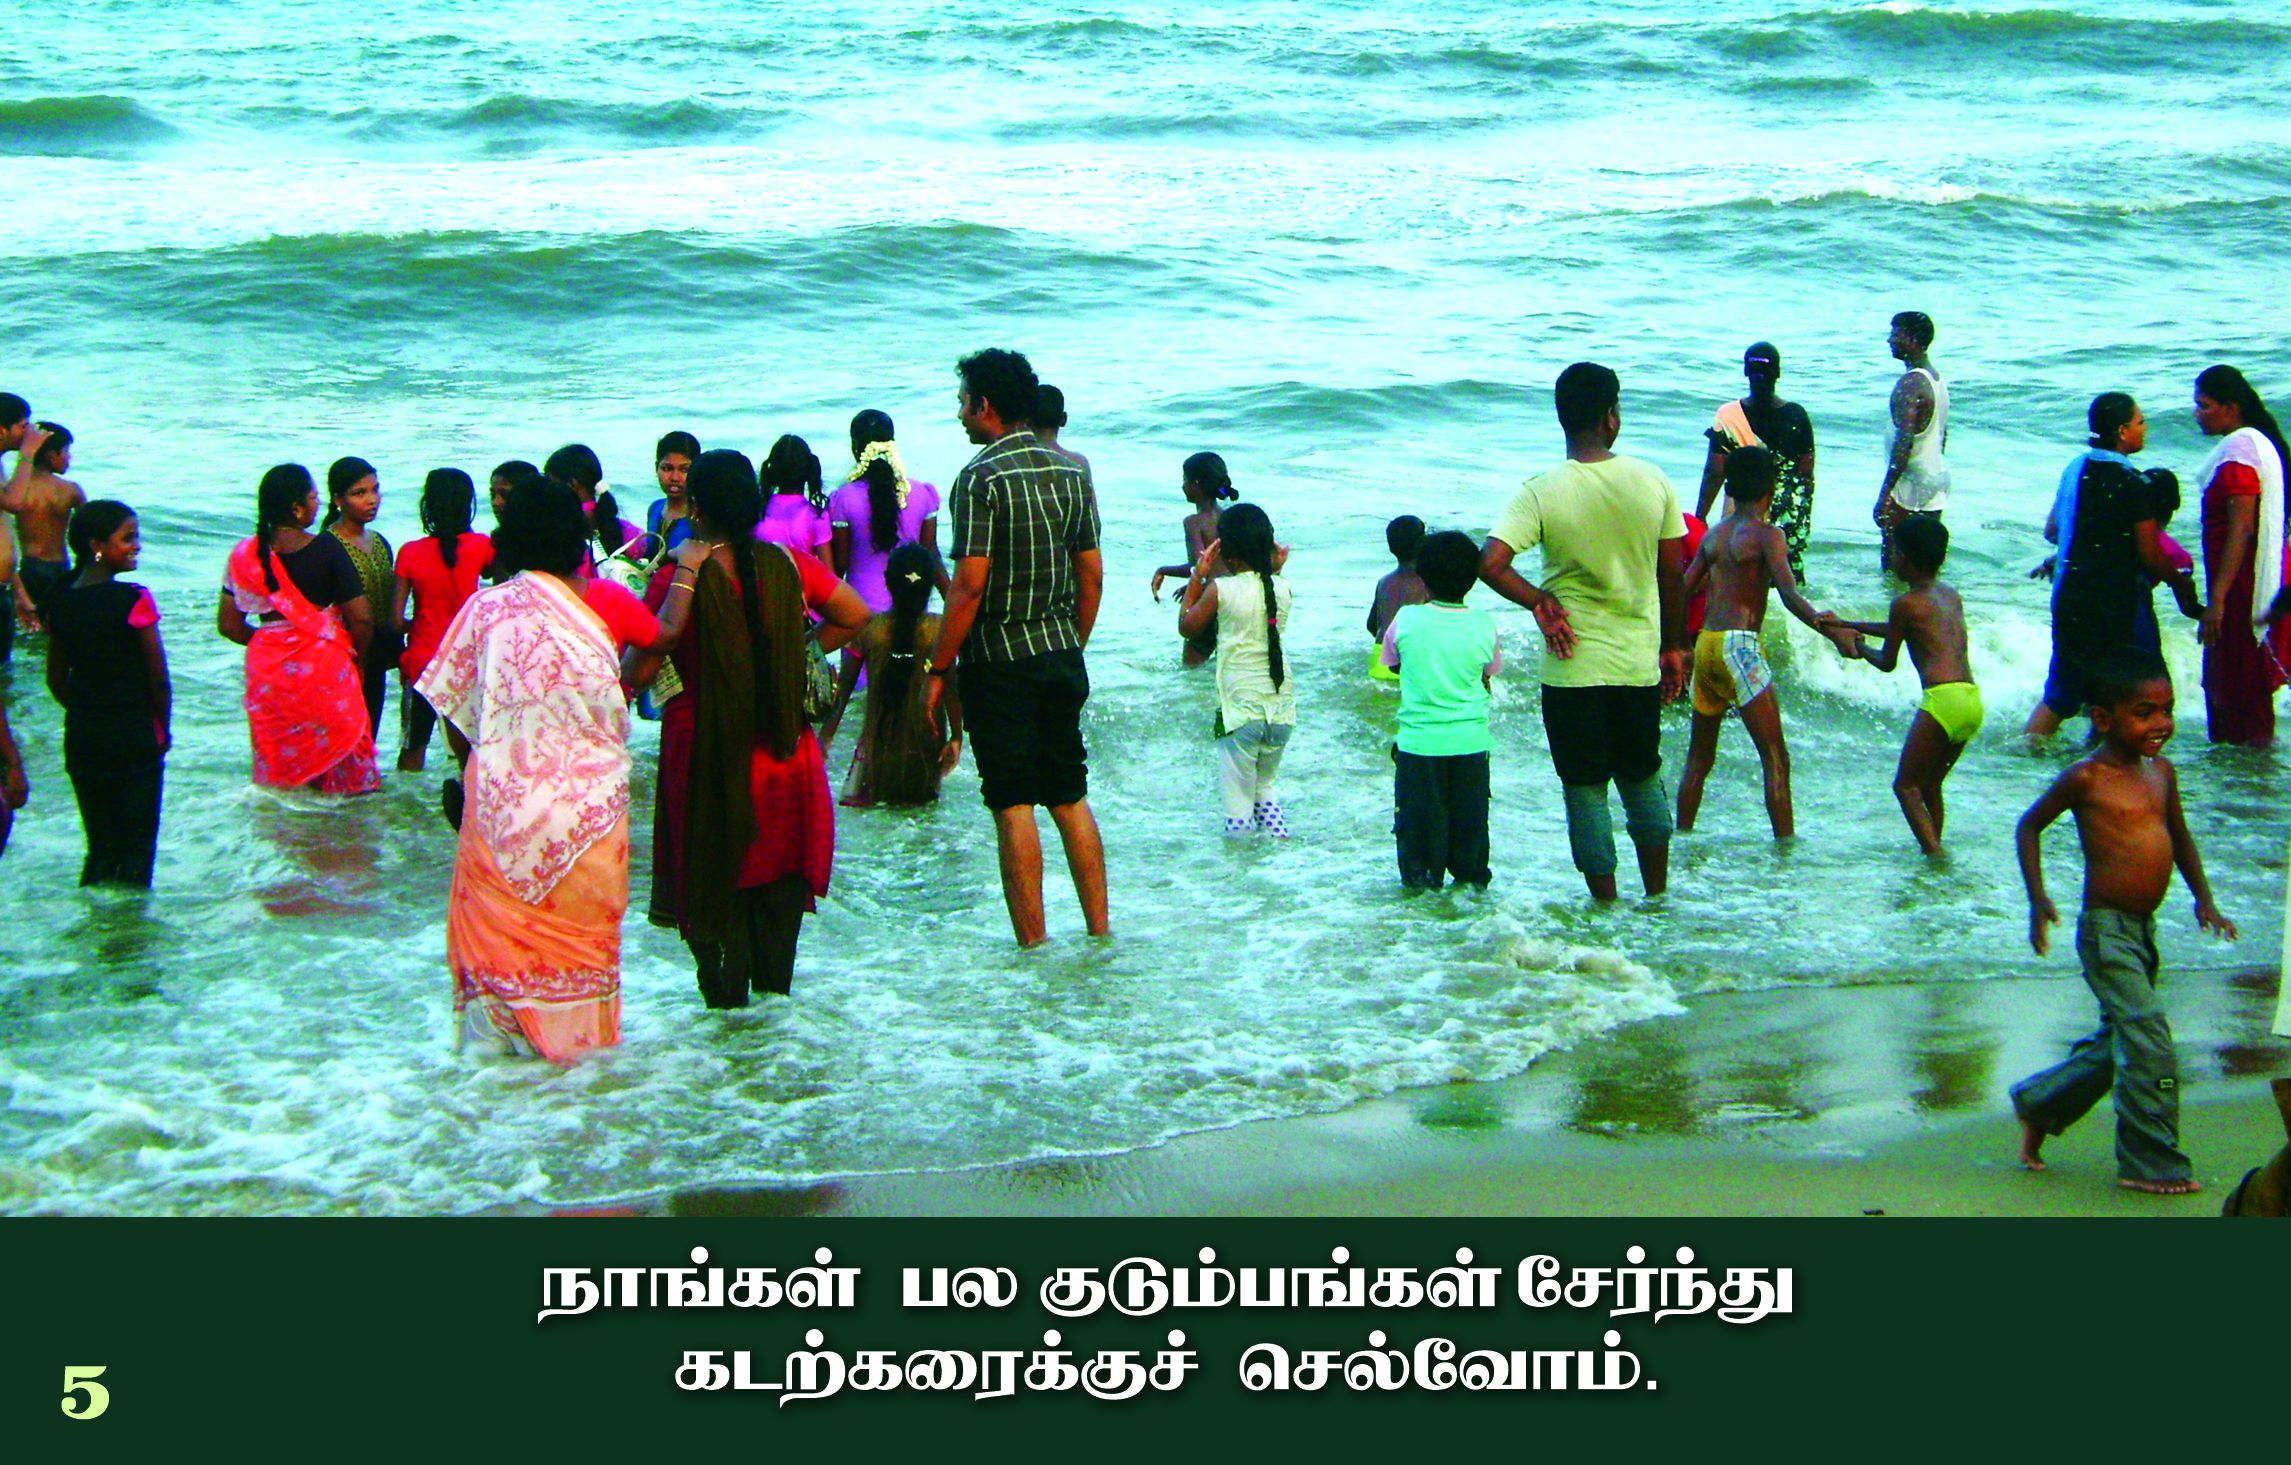 நாங்கள் பல குடும்பங்கள் சேர்ந்து
கடற்கரைக்குச் செல்வோம்.
5